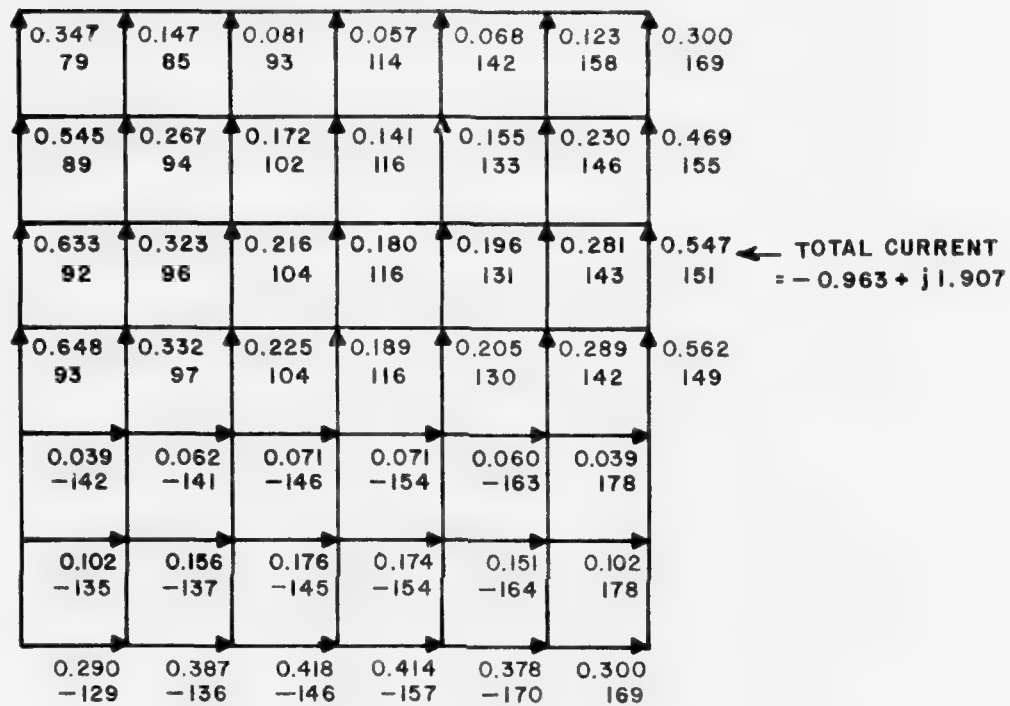 0.347 0.147 0.081 0.057 0.068 0.123 0.300
79 85 93 114 142 158 169
0.545 0.267 0.172 0.141 0.155 0.230 0.469
89 94 102 116 133 146 155
0.633 0.323 0.216 0.180 0.196 0.281 0.547 TOTAL CURRENT
92 96 104 116 131 143 151 = − 0.963 + j 1.907
0.648 0.332 0.225 0.189 0.205 0.289 0.562
93 97 104 116 130 142 149
0.039 0.062 0.071 0.071 0.060 0.039
−142 −141 −146 −154 −163 178
0.102 0.156 0.176 0.174 0.151 0.102
−135 −137 −145 −154 −164 178
0.290 0.387 0.418 0.414 0.378 0.300
−129 −136 −146 −157 −170 169